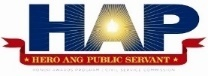 HAP
HERO ANG PUBLIC SERVANT